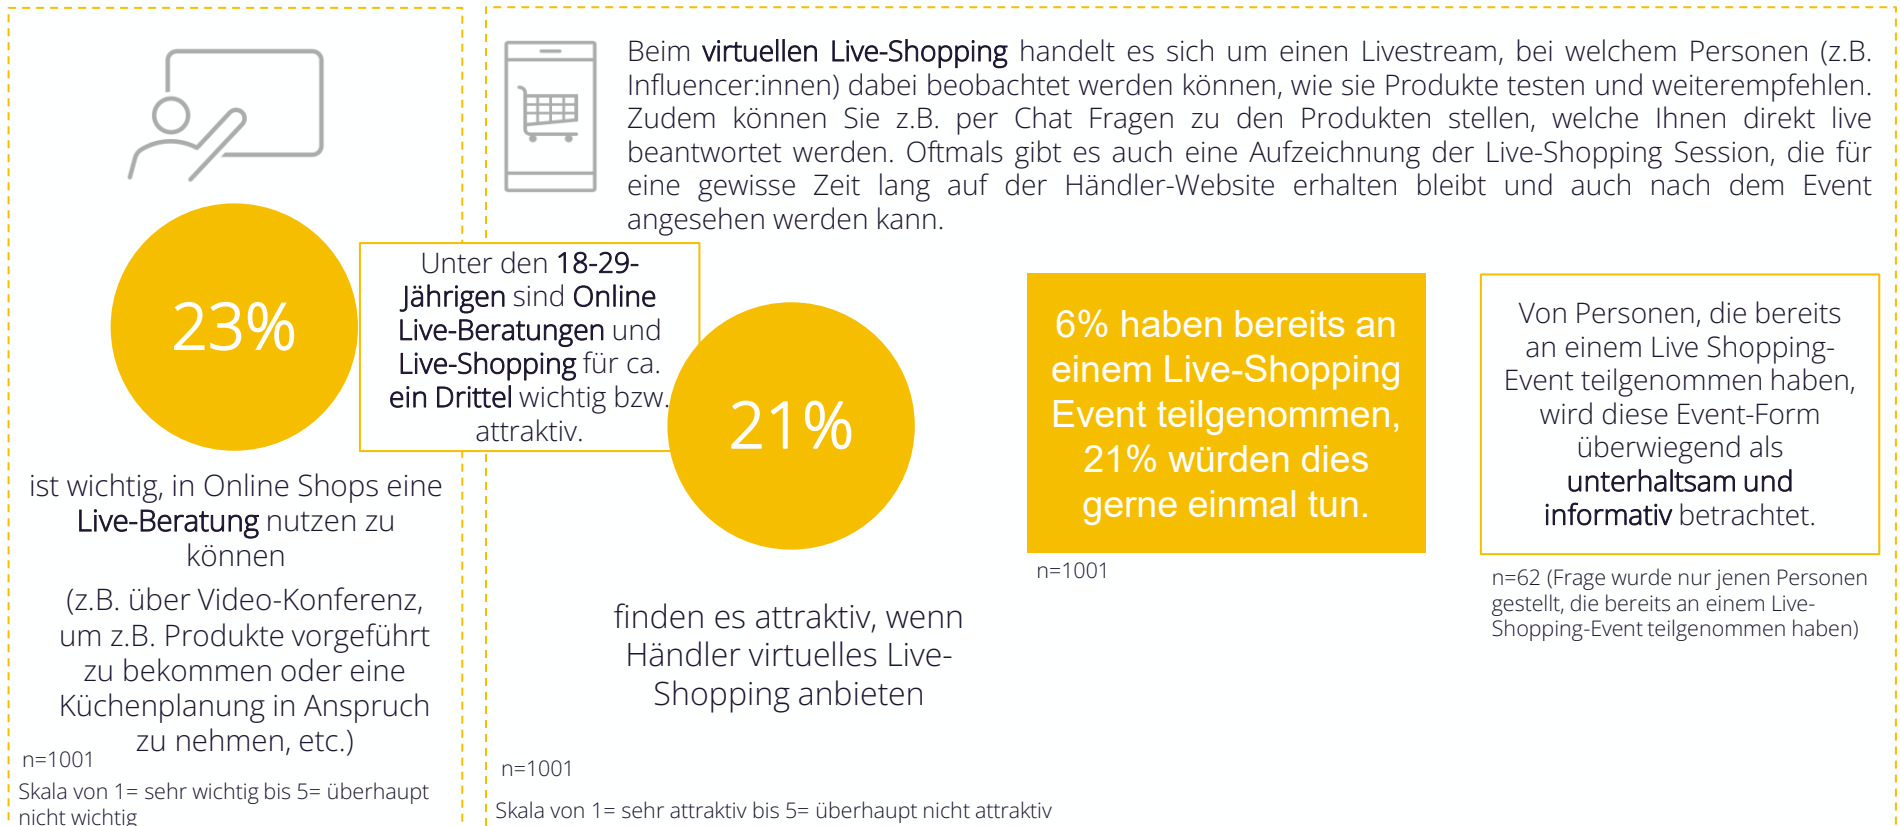 Beim virtuellen Live-Shopping handelt es sich um einen Livestream, bei welchem Personen (z.B.
Influencer:innen) dabei beobachtet werden können, wie sie Produkte testen und weiterempfehlen.
Zudem können Sie z.B. per Chat Fragen zu den Produkten stellen, welche Ihnen direkt live
beantwortet werden. Oftmals gibt es auch eine Aufzeichnung der Live-Shopping Session, die für
eine gewisse Zeit lang auf der Händler-Website erhalten bleibt und auch nach dem Event
angesehen werden kann.
23%
ist wichtig, in Online Shops eine
Live-Beratung nutzen zu
können
(z.B. über Video-Konferenz,
um z.B. Produkte vorgeführt
zu bekommen oder eine
Küchenplanung in Anspruch
zu nehmen, etc.)
n=1001
Skala von 1= sehr wichtig bis 5= überhaupt
nicht wichtig
Unter den 18-29-
Jährigen sind Online
Live-Beratungen und
Live-Shopping für ca.
ein Drittel wichtig bzw.
attraktiv.
21%
finden es attraktiv, wenn
Händler virtuelles Live-
Shopping anbieten
n=1001
Skala von 1= sehr attraktiv bis 5= überhaupt nicht attraktiv
6% haben bereits an
einem Live-Shopping
Event teilgenommen,
21% würden dies
gerne einmal tun.
n=1001
Von Personen, die bereits
an einem Live Shopping-
Event teilgenommen haben,
wird diese Event-Form
überwiegend als
unterhaltsam und
informativ betrachtet.
n=62 (Frage wurde nur jenen Personen
gestellt, die bereits an einem Live-
Shopping-Event teilgenommen haben)